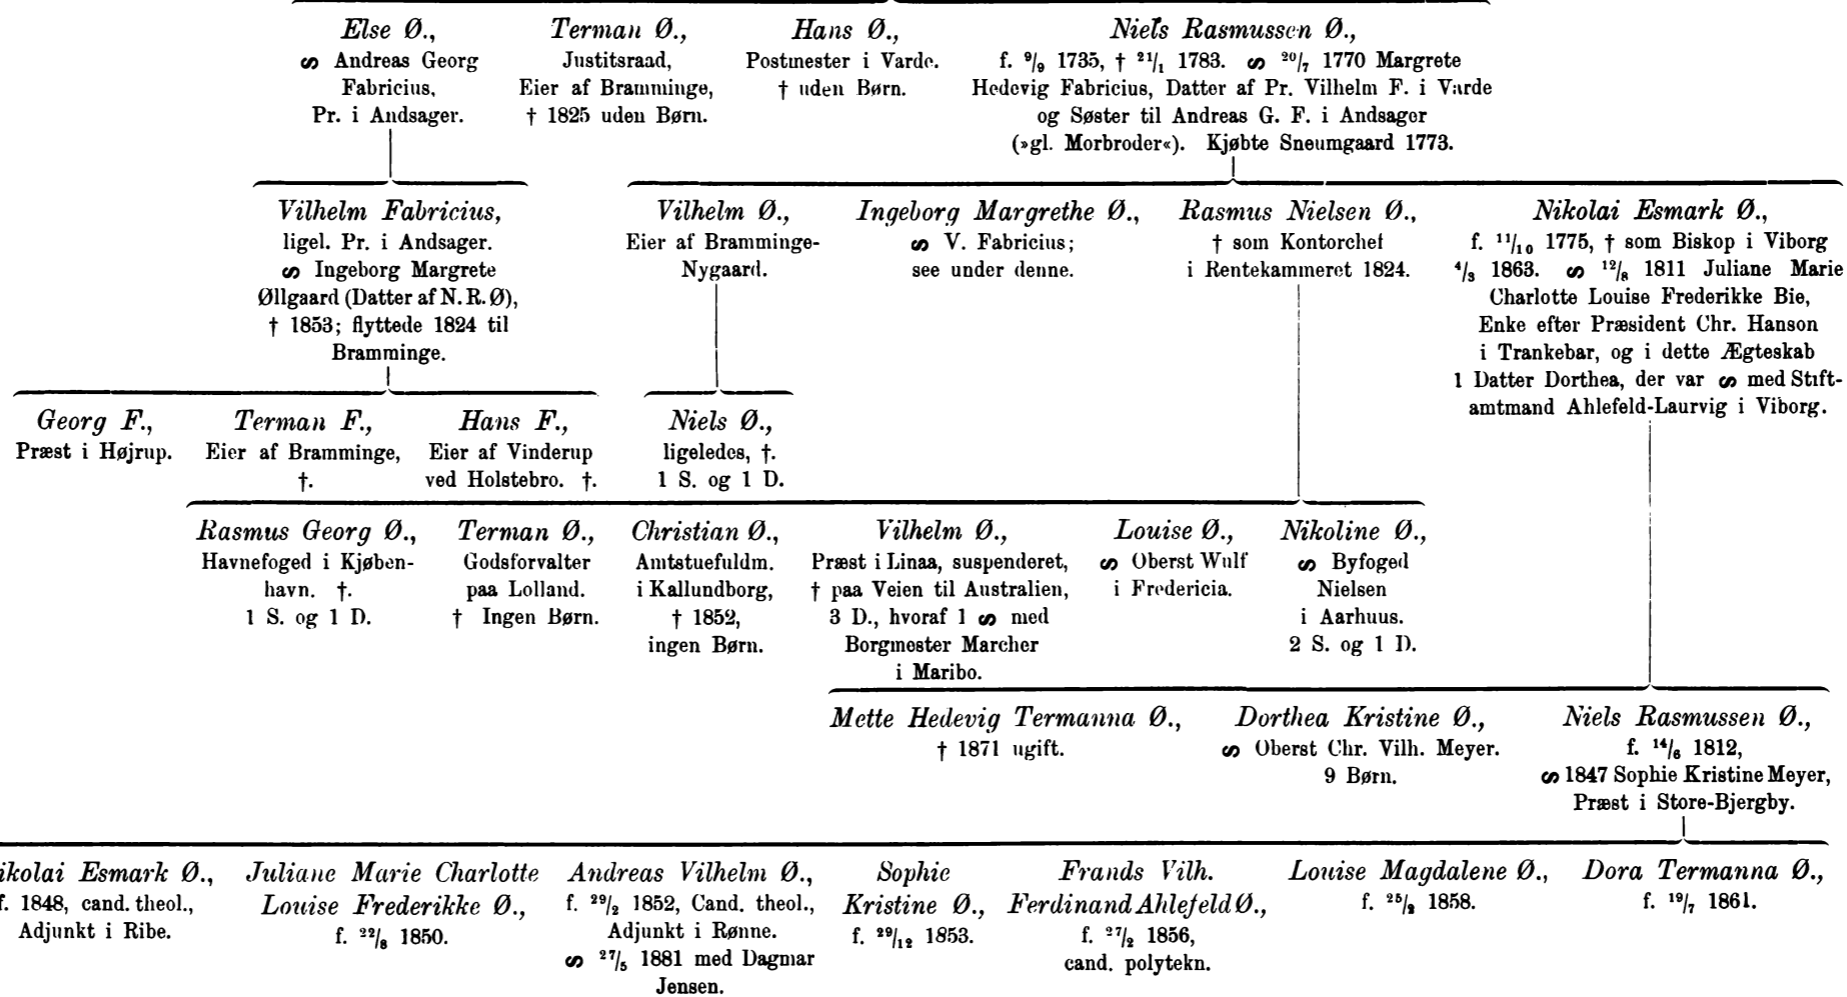 Else Ø.,
ഗ Andreas Georg
Fabricius,
Pr. i Andsager.
Terman Ø.,
Justitsraad,
Eier af Bramminge,
† 1825 uden Børn.
Hans Ø.,
Postmester i Varde.
† uden Børn.
Niels Rasmussen Ø.,
f. ⁹/₉ 1735, † ²¹/₁ 1783. ഗ ²⁰/₇ 1770 Margrete
Hedevig Fabricius, Datter af Pr. Vilhelm F. i Varde
og Søster til Andreas G. F. i Andsager
(»gl. Morbroder«). Kjøbte Sneumgaard 1773.
Vilhelm Fabricius,
ligel. Pr. i Andsager.
ഗ Ingeborg Margrete
Øllgaard (Datter af N. R. Ø),
† 1853; flyttede 1824 til
Bramminge.
Vilhelm Ø.,
Eier af Bramminge-
Nygaard.
Ingeborg Margrethe Ø.,
ഗ V. Fabricius;
see under denne.
Rasmus Nielsen Ø.,
† som Kontorchef
i Rentekammeret 1824.
Nikolai Esmark Ø.,
f. ¹¹/₁₀ 1775, † som Biskop i Viborg
⁴/₃ 1863. ഗ ¹²/₈ 1811 Juliane Marie
Charlotte Louise Frederikke Bie,
Enke efter Præsident Chr. Hanson
i Trankebar, og i dette Ægteskab
1 Datter Dorthea, der var ഗ med Stift-
amtmand Ahlefeld-Laurvig i Viborg.
Georg F.,
Præst i Højrup.
Terman F.,
Eier af Bramminge,
†.
Hans F.,
Eier af Vinderup
ved Holstebro. †.
Niels Ø.,
ligeledes, †.
1 S. og 1 D.
Rasmus Georg Ø.,
Havnefoged i Kjøben-
havn. †.
1 S. og 1 D.
Terman Ø.,
Godsforvalter
paa Lolland.
† Ingen Børn.
Christian Ø.,
Amtstuefuldm.
i Kallundborg,
† 1852,
ingen Børn.
Vilhelm Ø.,
Præst i Linaa, suspenderet,
† paa Veien til Australien,
3 D., hvoraf 1 ഗ med
Borgmester Marcher
i Maribo.
Louise Ø.,
ഗ Oberst Wulf
i Fredericia.
Nikoline Ø.,
ഗ Byfoged
Nielsen
i Aarhuus.
2 S. og 1 D.
Mette Hedevig Termanna Ø.,
† 1871 ugift.
Dorthea Kristine Ø.,
ഗ Oberst Chr. Vilh. Meyer.
9 Børn.
Niels Rasmussen Ø.,
f. ¹⁴/₆ 1812,
ഗ 1847 Sophie Kristine Meyer,
Præst i Store-Bjergby.
ikolai Esmark Ø.,
f. 1848, cand. theol.,
Adjunkt i Ribe.
Juliane Marie Charlotte
Louise Frederikke Ø.,
f. ²²/₈ 1850.
Andreas Vilhelm Ø.,
f. ²⁹/₂ 1852, Cand. theol.,
Adjunkt i Rønne.
ഗ ²⁷/₅ 1881 med Dagmar
Jensen.
Sophie
Kristine Ø.,
f. ²⁹/₁₂ 1853.
Frands Vilh.
Ferdinand Ahlefeld Ø.,
f. ²⁷/₂ 1856,
cand. polytekn.
Louise Magdalene Ø.,
f. ²⁵/₂ 1858.
Dora Termanna Ø.,
f. ¹⁹/₇ 1861.